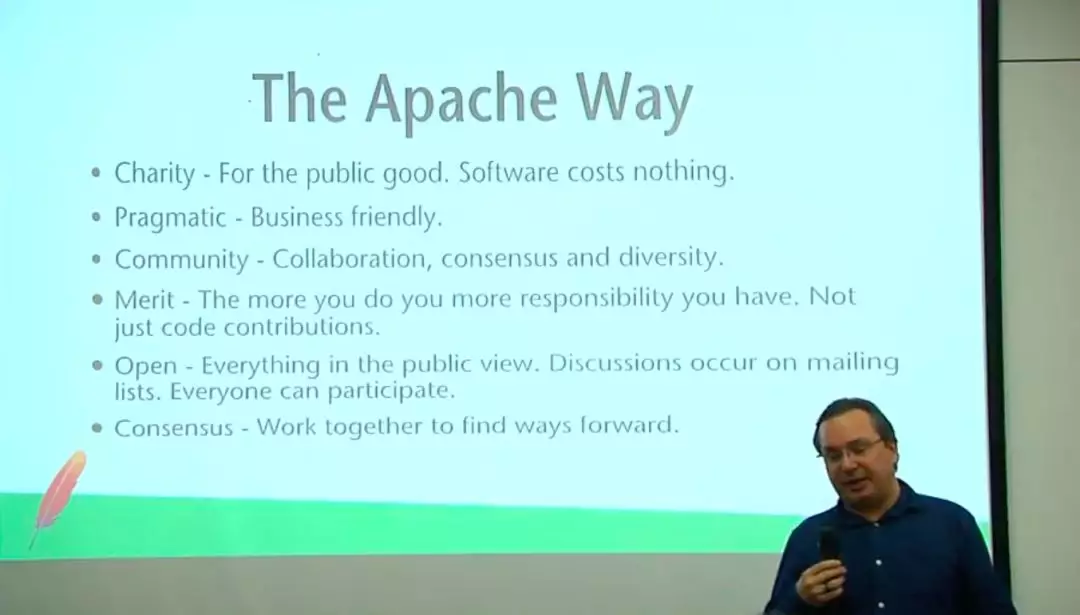 The Apache Way
• Charity - For the public good. Software costs nothing.
• Pragmatic - Business friendly.
• Community - Collaboration, consensus and diversity.
• Merit - The more you do you more responsibility you have. Not
just code contributions.
• Open - Everything in the public view. Discussions occur on mailing
lists. Everyone can participate.
• Consensus - Work together to find ways forward.